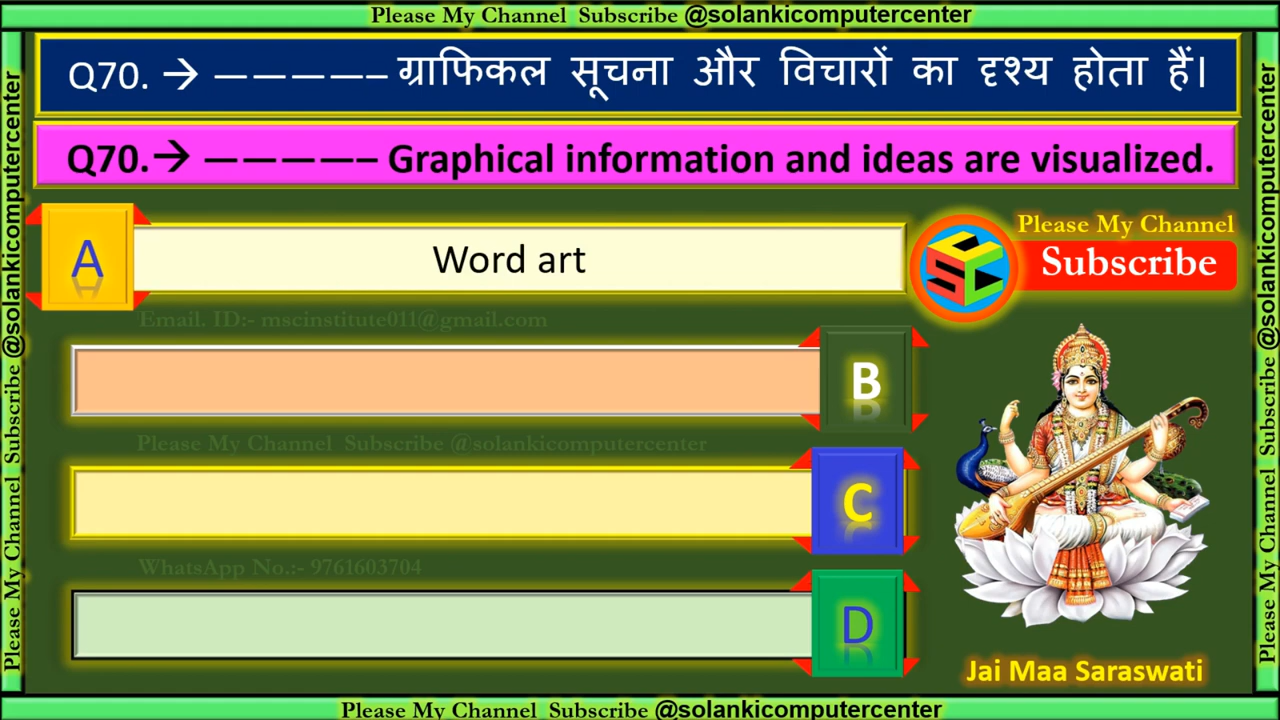 Please My Channel Subscribe @solankicomputercenter
Q70. → ————— ग्राफिकल सूचना और विचारों का दृश्य होता हैं।
Q70.→ ————— Graphical information and ideas are visualized.
A
Word art
Please My Channel
Subscribe
CSC
Email. ID:- mscinstitute011@gmail.com
B
Please My Channel Subscribe @solankicomputercenter
C
WhatsApp No.:- 9761603704
D
Jai Maa Saraswati
Please My Channel Subscribe @solankicomputercenter
Please My Channel Subscribe @solankicomputercenter
Please My Channel Subscribe @solankicomputercenter